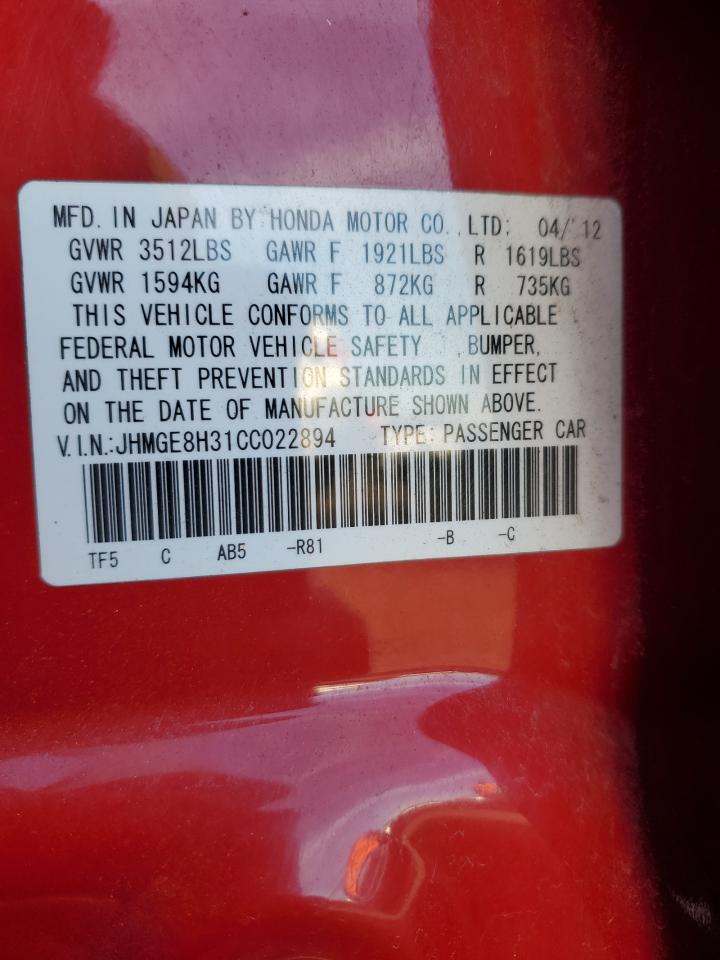 MFD. IN JAPAN BY HONDA MOTOR CO., LTD. 04/'12
GVWR 3512LBS GAWR F 1921LBS R 1619LBS
GVWR 1594KG GAWR F 872KG R 735KG
THIS VEHICLE CONFORMS TO ALL APPLICABLE
FEDERAL MOTOR VEHICLE SAFETY , BUMPER,
AND THEFT PREVENTION STANDARDS IN EFFECT
ON THE DATE OF MANUFACTURE SHOWN ABOVE.
V.I.N.:JHMGE8H31CC022894 TYPE: PASSENGER CAR
TF5 C AB5 -R81 -B -C